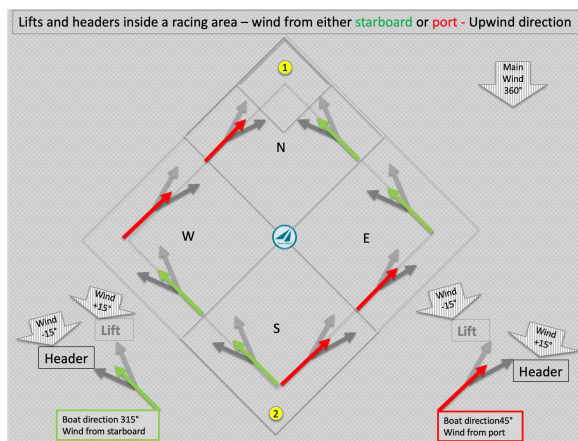 Lifts and headers inside a racing area – wind from either starboard or port - Upwind direction
1
Main
Wind
360°
N
W
E
S
Wind
+15°
Wind
-15°
Lift
Header
Wind
-15°
Lift
Wind
+15°
Header
Boat direction 315°
Wind from starboard
2
Boat direction45°
Wind from port